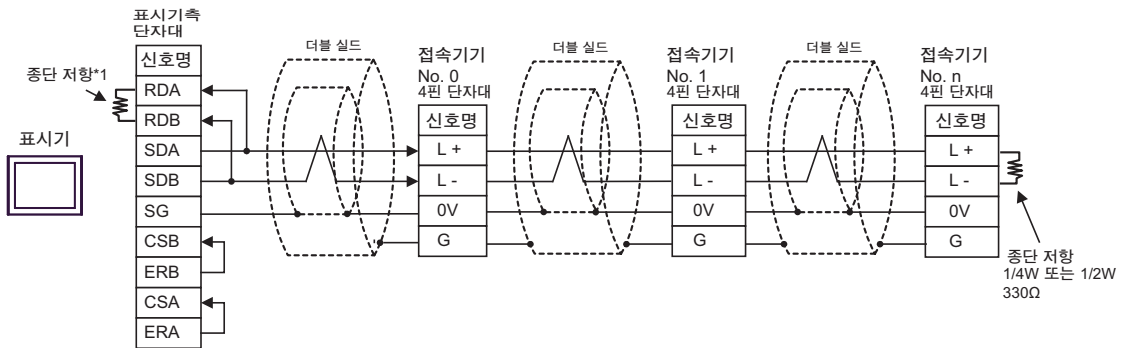 표시기측
단자대
신호명
종단 저항*1
RDA
RDB
표시기
SDA
SDB
SG
CSB
ERB
CSA
ERA
더블 실드
접속기기
No. 0
4핀 단자대
신호명
L +
L -
0V
G
더블 실드
접속기기
No. 1
4핀 단자대
신호명
L +
L -
0V
G
더블 실드
접속기기
No. n
4핀 단자대
신호명
L +
L -
0V
G
종단 저항
1/4W 또는 1/2W
330Ω